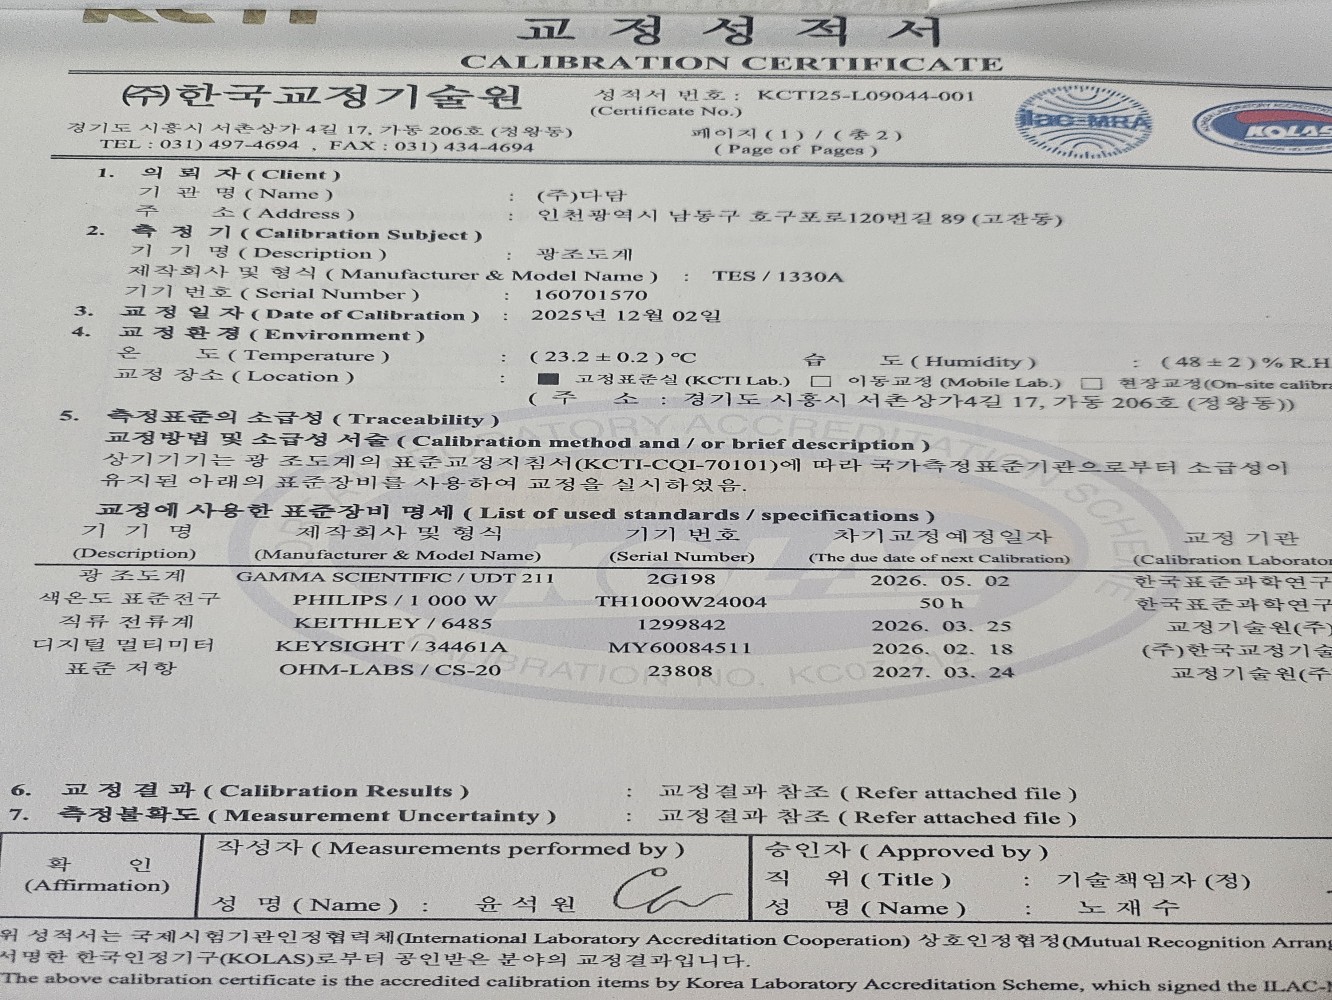 KCTI
교 정 성 적 서
CALIBRATION CERTIFICATE
㈜한국교정기술원
경기도 시흥시 서촌상가 4길 17, 가동 206호 (정왕동)
TEL : 031) 497-4694 , FAX : 031) 434-4694
성적서 번호 : KCTI25-L09044-001
(Certificate No.)
페이지 ( 1 ) / ( 총 2 )
( Page of Pages )
ilac-MRA
KOLAS
1. 의 뢰 자 ( Client )
기 관 명 ( Name ) : (주)다담
주 소 ( Address ) : 인천광역시 남동구 호구포로120번길 89 (고잔동)
2. 측 정 기 ( Calibration Subject )
기 기 명 ( Description ) : 광조도계
제작회사 및 형식 ( Manufacturer & Model Name ) : TES / 1330A
기기 번호 ( Serial Number ) : 160701570
3. 교 정 일 자 ( Date of Calibration ) : 2025년 12월 02일
4. 교 정 환 경 ( Environment )
온 도 ( Temperature ) : ( 23.2 ± 0.2 ) ℃ 습 도 ( Humidity ) : ( 48 ± 2 ) % R.H
교정 장소 ( Location ) : ■ 고정표준실 (KCTI Lab.) □ 이동교정 (Mobile Lab.) □ 현장교정(On-site calibra
( 주 소 : 경기도 시흥시 서촌상가4길 17, 가동 206호 (정왕동))
5. 측정표준의 소급성 ( Traceability )
교정방법 및 소급성 서술 ( Calibration method and / or brief description )
상기기기는 광 조도계의 표준교정지침서(KCTI-CQI-70101)에 따라 국가측정표준기관으로부터 소급성이
유지된 아래의 표준장비를 사용하여 교정을 실시하였음.
교정에 사용한 표준장비 명세 ( List of used standards / specifications )
기 기 명 제작회사 및 형식 기기 번호 차기교정예정일자 교정 기관
(Description) (Manufacturer & Model Name) (Serial Number) (The due date of next Calibration) (Calibration Laborator
광 조도계 GAMMA SCIENTIFIC / UDT 211 2G198 2026. 05. 02 한국표준과학연구
색온도 표준전구 PHILIPS / 1 000 W TH1000W24004 50 h 한국표준과학연구
직류 전류계 KEITHLEY / 6485 1299842 2026. 03. 25 교정기술원(주)
디지털 멀티미터 KEYSIGHT / 34461A MY60084511 2026. 02. 18 (주)한국교정기술
표준 저항 OHM-LABS / CS-20 23808 2027. 03. 24 교정기술원(주
6. 교 정 결 과 ( Calibration Results ) : 교정결과 참조 ( Refer attached file )
7. 측정불확도 ( Measurement Uncertainty ) : 교정결과 참조 ( Refer attached file )
확 인
(Affirmation)
작성자 ( Measurements performed by )
성 명 ( Name ) : 윤 석 원
승인자 ( Approved by )
직 위 ( Title ) : 기술책임자 (정)
성 명 ( Name ) : 노 재 수
위 성적서는 국제시험기관인정협력체(International Laboratory Accreditation Cooperation) 상호인정협정(Mutual Recognition Arrang
서명한 한국인정기구(KOLAS)로부터 공인받은 분야의 교정결과입니다.
The above calibration certificate is the accredited calibration items by Korea Laboratory Accreditation Scheme, which signed the ILAC-